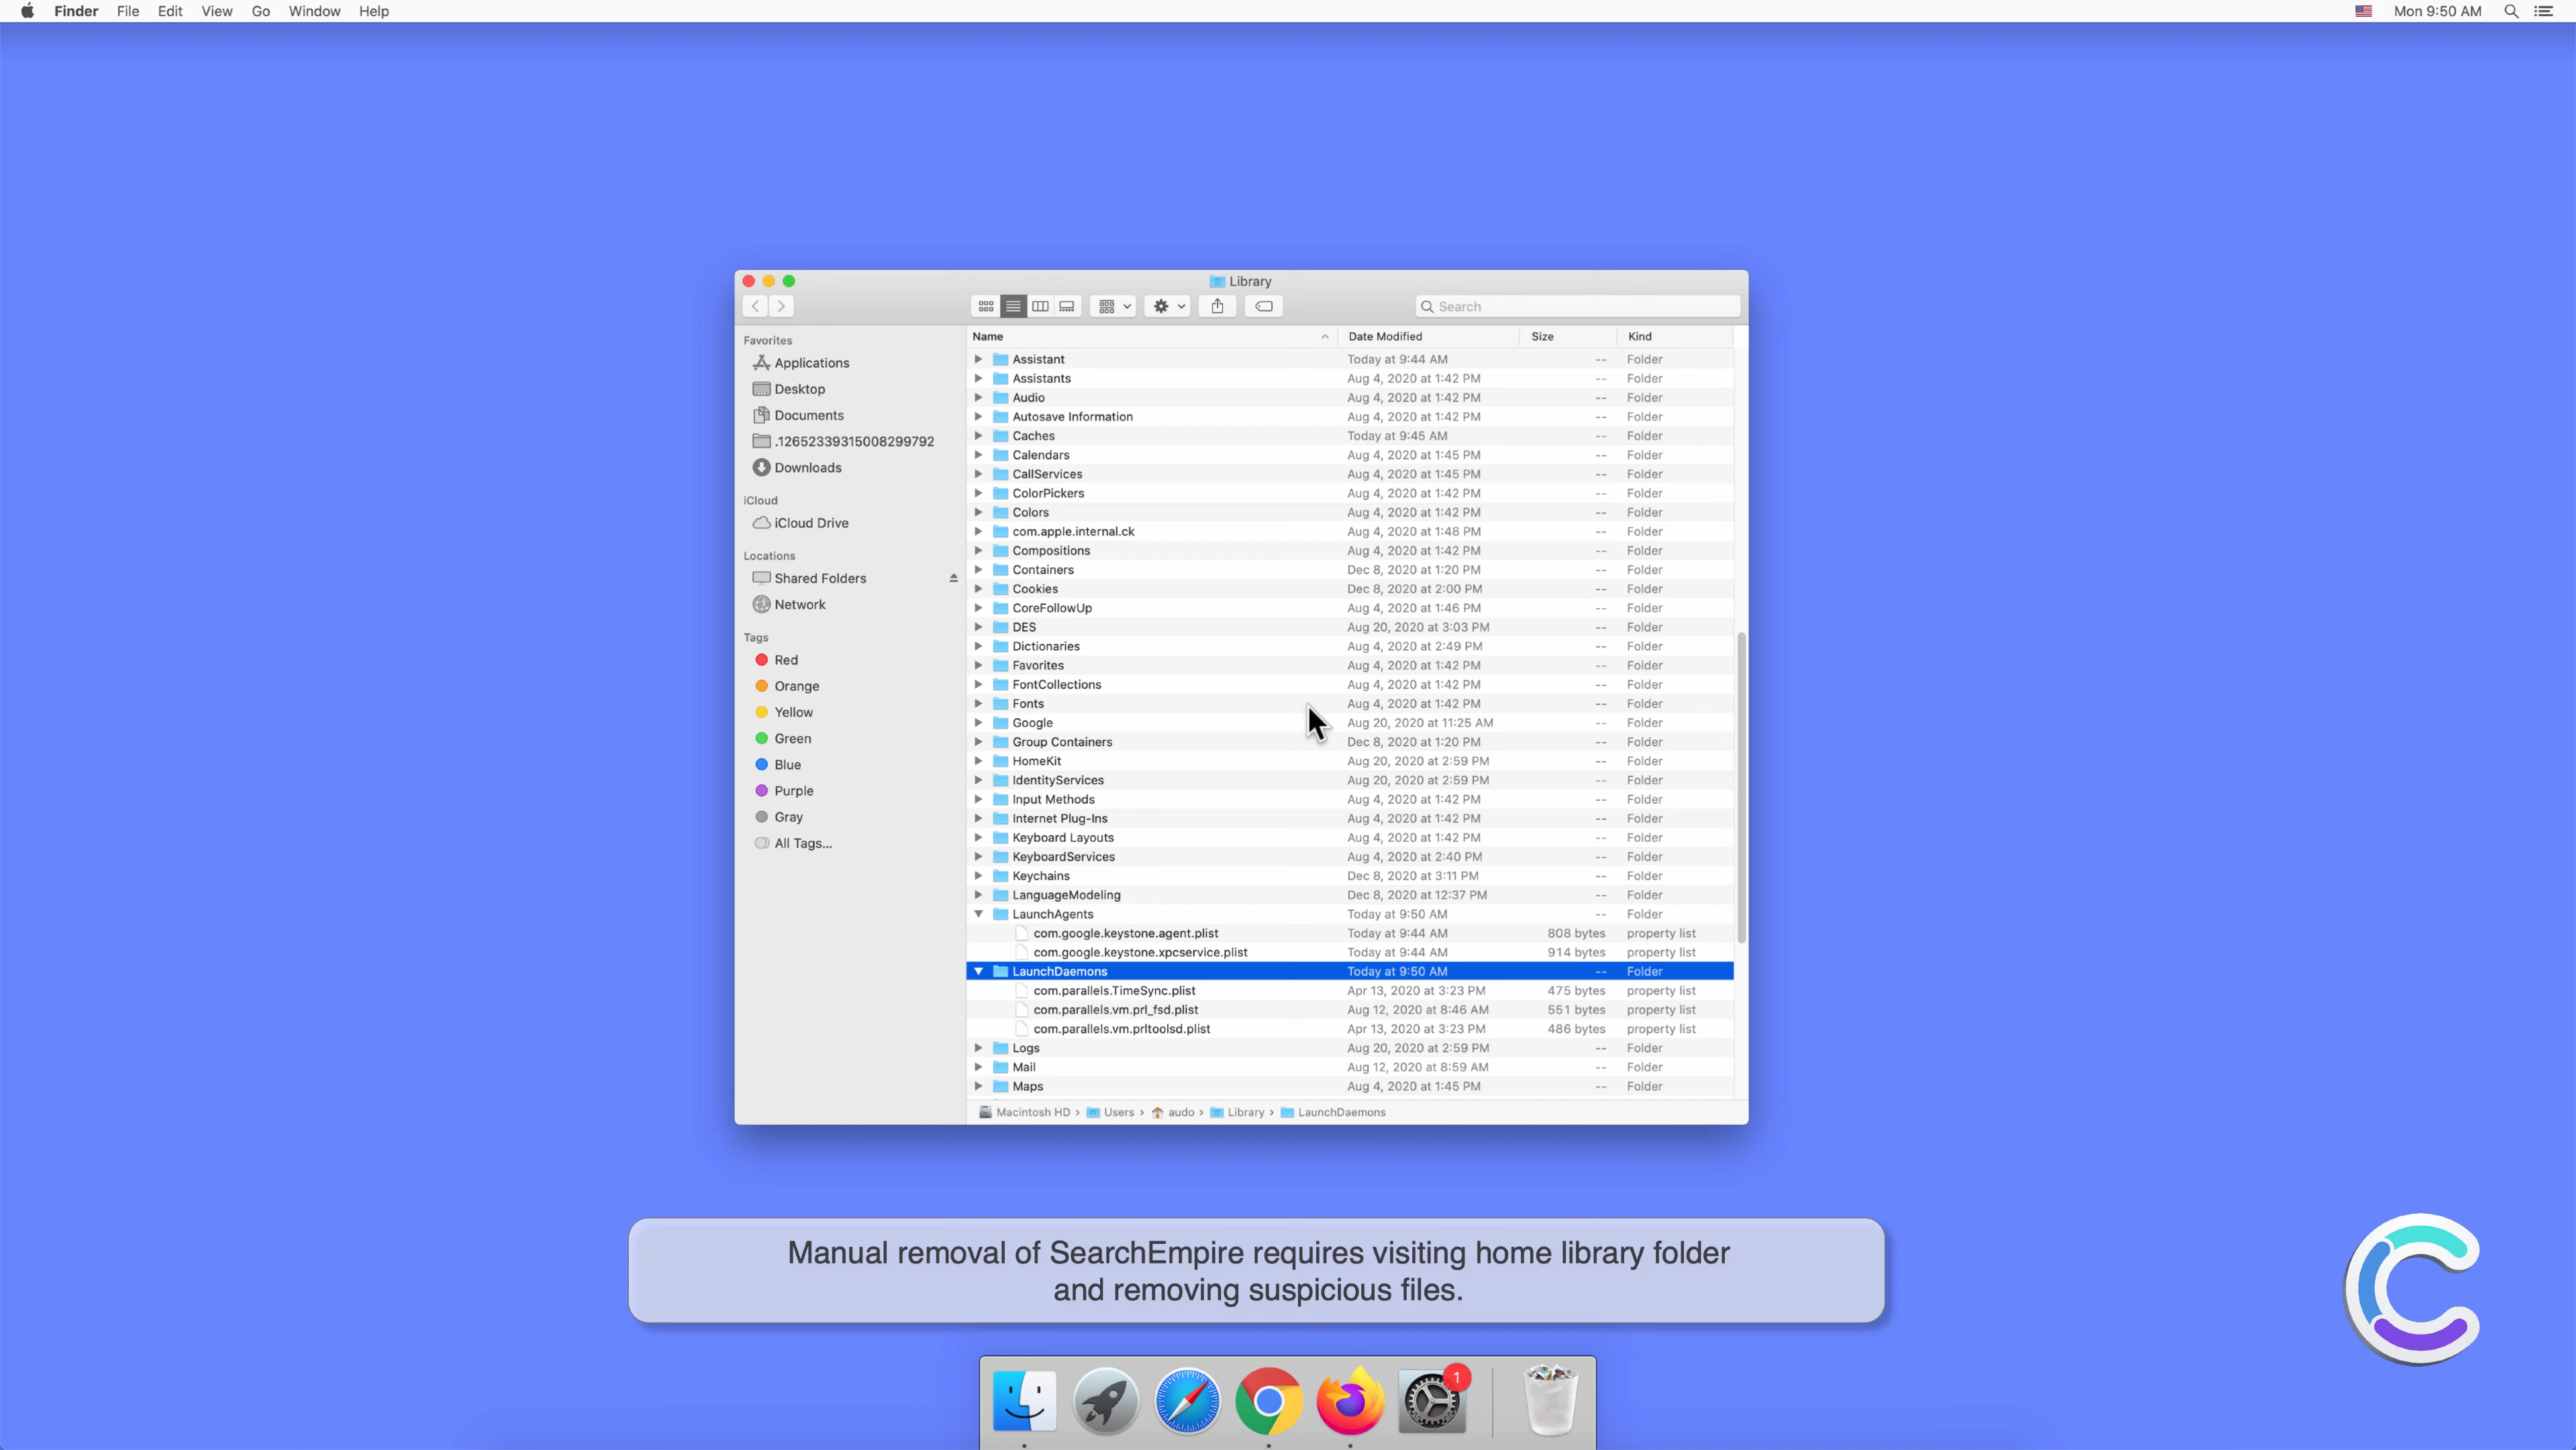 Finder File Edit View Go Window Help
Mon 9:50 AM
Library
Search
Favorites
Applications
Desktop
Documents
.12652339315008299792
Downloads
iCloud
iCloud Drive
Locations
Shared Folders
Network
Tags
Red
Orange
Yellow
Green
Blue
Purple
Gray
All Tags...
Name Date Modified Size Kind
Assistant Today at 9:44 AM -- Folder
Assistants Aug 4, 2020 at 1:42 PM -- Folder
Audio Aug 4, 2020 at 1:42 PM -- Folder
Autosave Information Aug 4, 2020 at 1:42 PM -- Folder
Caches Today at 9:45 AM -- Folder
Calendars Aug 4, 2020 at 1:45 PM -- Folder
CallServices Aug 4, 2020 at 1:45 PM -- Folder
ColorPickers Aug 4, 2020 at 1:42 PM -- Folder
Colors Aug 4, 2020 at 1:42 PM -- Folder
com.apple.internal.ck Aug 4, 2020 at 1:48 PM -- Folder
Compositions Aug 4, 2020 at 1:42 PM -- Folder
Containers Dec 8, 2020 at 1:20 PM -- Folder
Cookies Dec 8, 2020 at 2:00 PM -- Folder
CoreFollowUp Aug 4, 2020 at 1:46 PM -- Folder
DES Aug 20, 2020 at 3:03 PM -- Folder
Dictionaries Aug 4, 2020 at 2:49 PM -- Folder
Favorites Aug 4, 2020 at 1:42 PM -- Folder
FontCollections Aug 4, 2020 at 1:42 PM -- Folder
Fonts Aug 4, 2020 at 1:42 PM -- Folder
Google Aug 20, 2020 at 11:25 AM -- Folder
Group Containers Dec 8, 2020 at 1:20 PM -- Folder
HomeKit Aug 20, 2020 at 2:59 PM -- Folder
IdentityServices Aug 20, 2020 at 2:59 PM -- Folder
Input Methods Aug 4, 2020 at 1:42 PM -- Folder
Internet Plug-Ins Aug 4, 2020 at 1:42 PM -- Folder
Keyboard Layouts Aug 4, 2020 at 1:42 PM -- Folder
KeyboardServices Aug 4, 2020 at 2:40 PM -- Folder
Keychains Dec 8, 2020 at 3:11 PM -- Folder
LanguageModeling Dec 8, 2020 at 12:37 PM -- Folder
LaunchAgents Today at 9:50 AM -- Folder
com.google.keystone.agent.plist Today at 9:44 AM 808 bytes property list
com.google.keystone.xpcservice.plist Today at 9:44 AM 914 bytes property list
LaunchDaemons Today at 9:50 AM -- Folder
com.parallels.TimeSync.plist Apr 13, 2020 at 3:23 PM 475 bytes property list
com.parallels.vm.prl_fsd.plist Aug 12, 2020 at 8:46 AM 551 bytes property list
com.parallels.vm.prltoolsd.plist Apr 13, 2020 at 3:23 PM 486 bytes property list
Logs Aug 20, 2020 at 2:59 PM -- Folder
Mail Aug 12, 2020 at 8:59 AM -- Folder
Maps Aug 4, 2020 at 1:45 PM -- Folder
Macintosh HD › Users › audo › Library › LaunchDaemons
Manual removal of SearchEmpire requires visiting home library folder
and removing suspicious files.
1